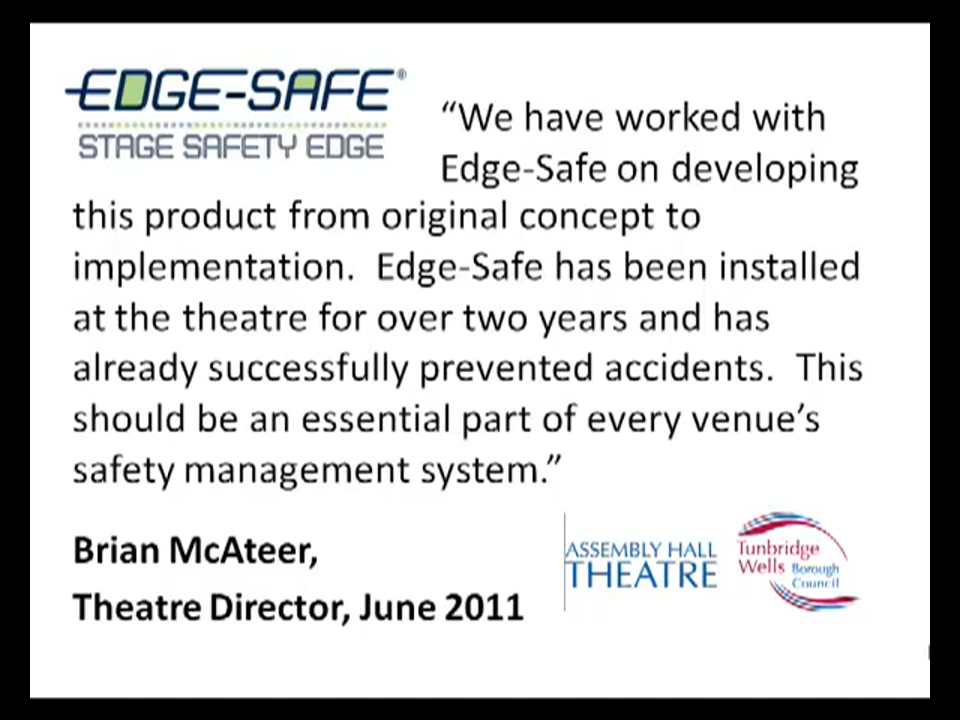 EDGE-SAFE®
STAGE SAFETY EDGE
“We have worked with
Edge-Safe on developing
this product from original concept to
implementation.  Edge-Safe has been installed
at the theatre for over two years and has
already successfully prevented accidents.  This
should be an essential part of every venue’s
safety management system.”
Brian McAteer,
Theatre Director, June 2011
ASSEMBLY HALL
THEATRE
Tunbridge
Wells Borough
Council